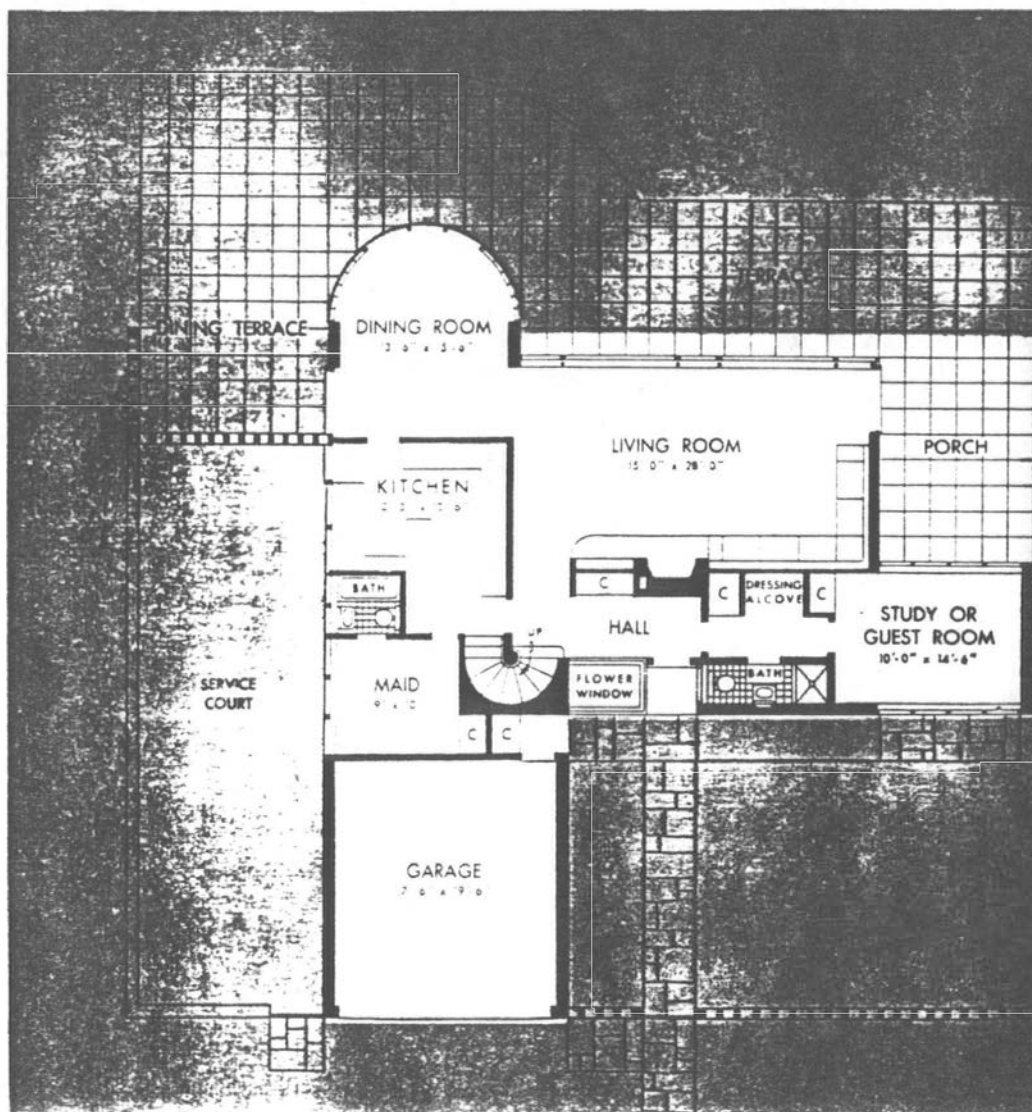 TERRACE
DINING TERRACE
DINING ROOM
LIVING ROOM
15'-0" x 28'-0"
PORCH
KITCHEN
BATH
C
C
DRESSING
ALCOVE
C
STUDY OR
GUEST ROOM
10'-0" x 14'-6"
HALL
UP
SERVICE
COURT
MAID
FLOWER
WINDOW
BATH
C
C
GARAGE